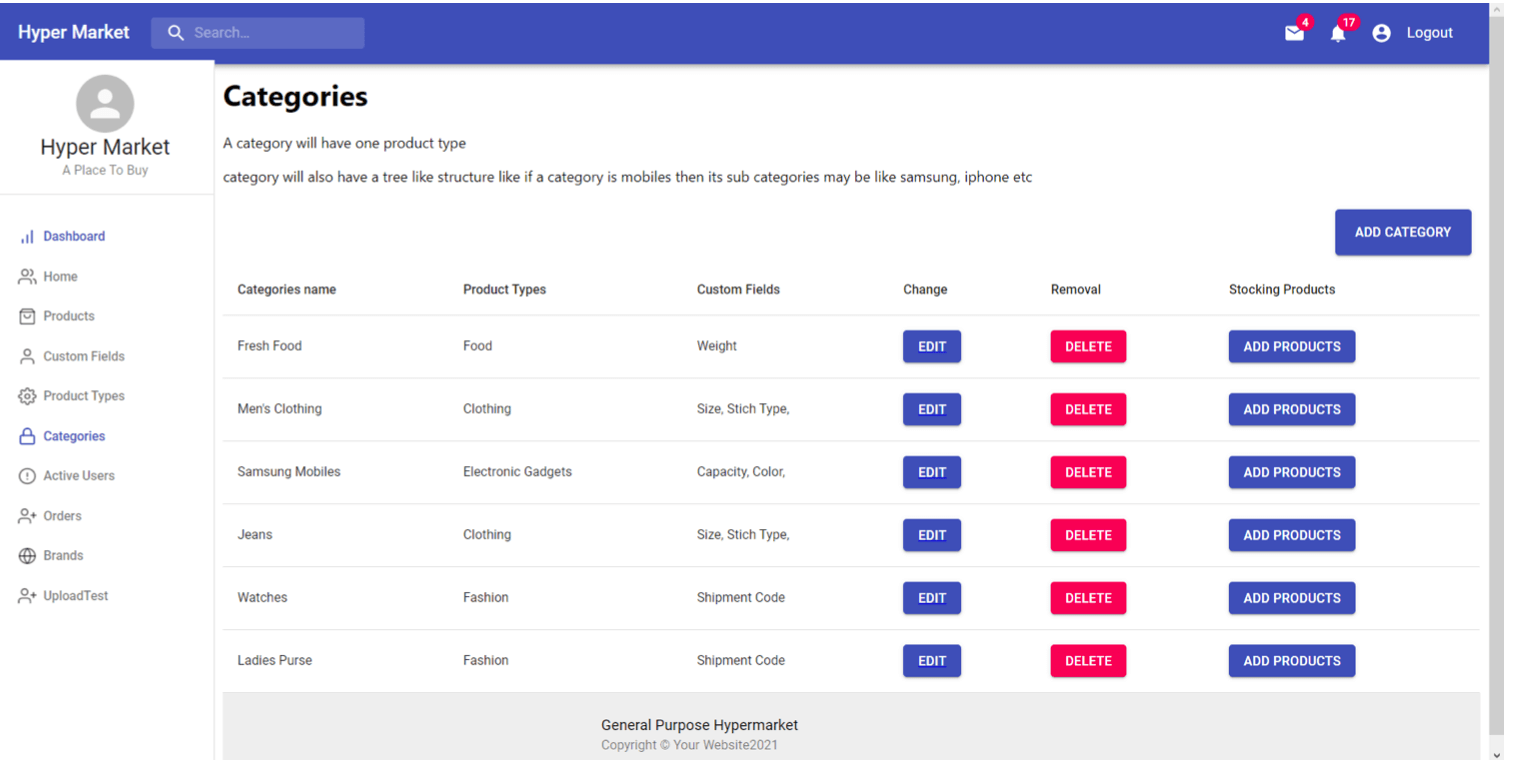 Hyper Market Search... 4 17 Logout
Hyper Market
A Place To Buy
Dashboard
Home
Products
Custom Fields
Product Types
Categories
Active Users
Orders
Brands
UploadTest
Categories
A category will have one product type
category will also have a tree like structure like if a category is mobiles then its sub categories may be like samsung, iphone etc
ADD CATEGORY
Categories name Product Types Custom Fields Change Removal Stocking Products
Fresh Food Food Weight EDIT DELETE ADD PRODUCTS
Men's Clothing Clothing Size, Stich Type, EDIT DELETE ADD PRODUCTS
Samsung Mobiles Electronic Gadgets Capacity, Color, EDIT DELETE ADD PRODUCTS
Jeans Clothing Size, Stich Type, EDIT DELETE ADD PRODUCTS
Watches Fashion Shipment Code EDIT DELETE ADD PRODUCTS
Ladies Purse Fashion Shipment Code EDIT DELETE ADD PRODUCTS
General Purpose Hypermarket
Copyright © Your Website2021